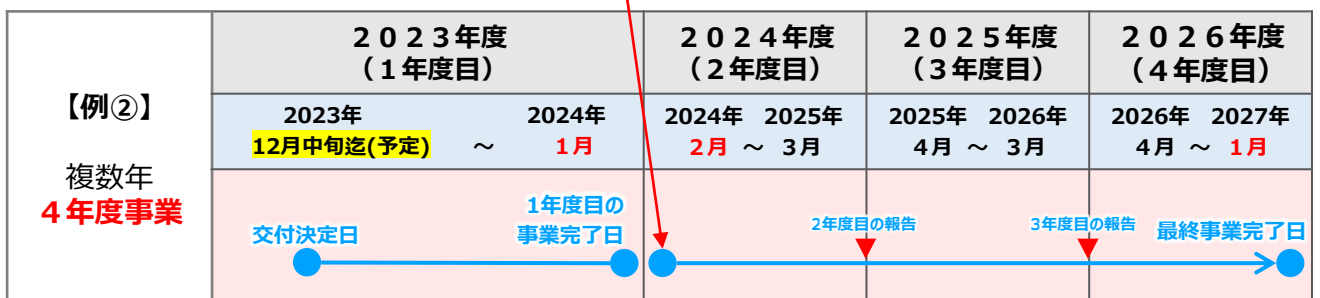 【例②】
複数年
４年度事業
２０２３年度
（１年度目）
２０２４年度
（２年度目）
２０２５年度
（３年度目）
２０２６年度
（４年度目）
2023年 2024年
12月中旬迄(予定) ～ 1月
2024年 2025年
2月 ～ 3月
2025年 2026年
4月 ～ 3月
2026年 2027年
4月 ～ 1月
交付決定日
1年度目の
事業完了日
2年度目の報告
3年度目の報告
最終事業完了日